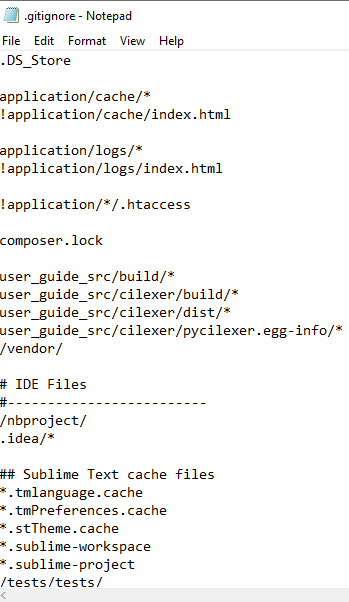 .gitignore - Notepad
File Edit Format View Help
.DS_Store
application/cache/*
!application/cache/index.html
application/logs/*
!application/logs/index.html
!application/*/.htaccess
composer.lock
user_guide_src/build/*
user_guide_src/cilexer/build/*
user_guide_src/cilexer/dist/*
user_guide_src/cilexer/pycilexer.egg-info/*
/vendor/
# IDE Files
#-------------------------
/nbproject/
.idea/*
## Sublime Text cache files
*.tmlanguage.cache
*.tmPreferences.cache
*.stTheme.cache
*.sublime-workspace
*.sublime-project
/tests/tests/